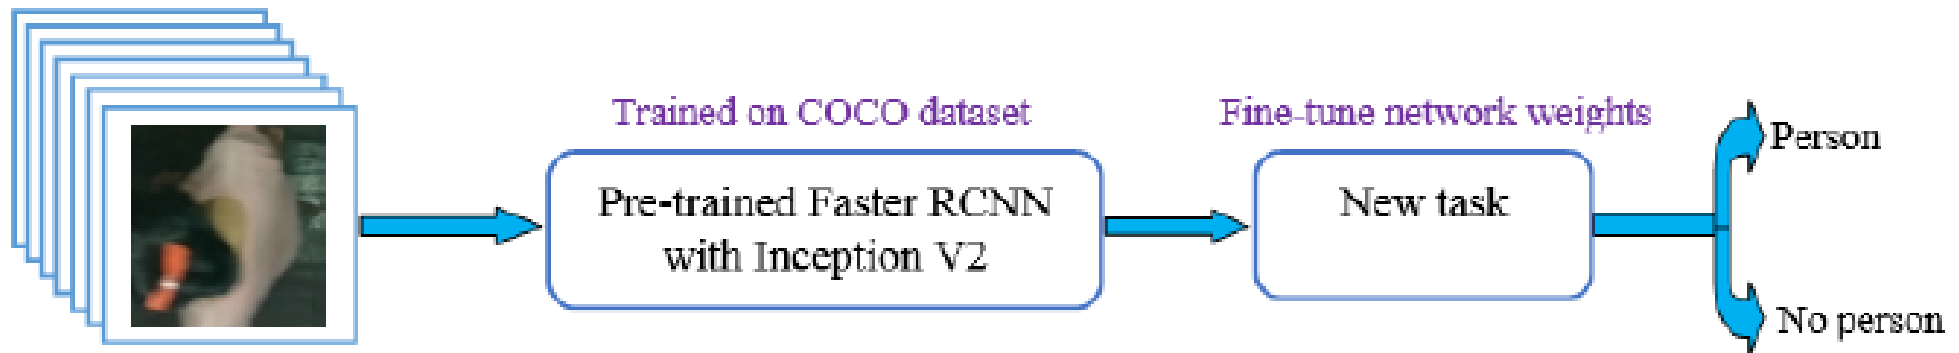 Trained on COCO dataset
Fine-tune network weights
Pre-trained Faster RCNN
with Inception V2
New task
Person
No person